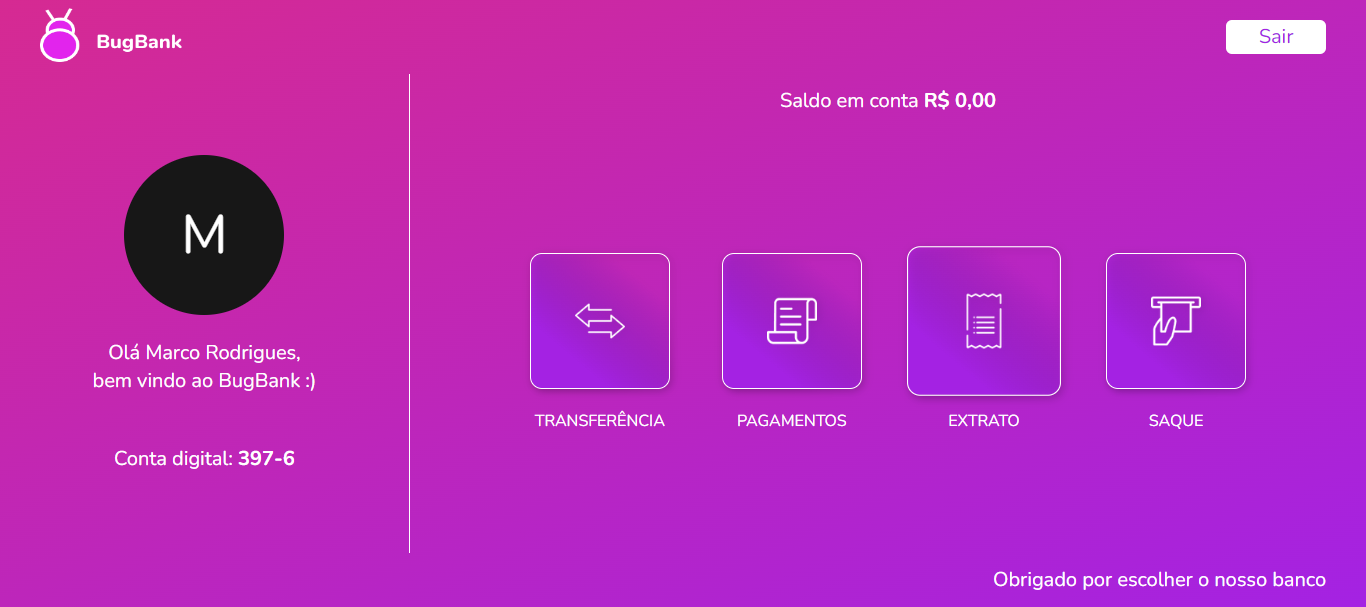 BugBank
Sair
Saldo em conta R$ 0,00
M
Olá Marco Rodrigues,
bem vindo ao BugBank :)
Conta digital: 397-6
TRANSFERÊNCIA
PAGAMENTOS
EXTRATO
SAQUE
Obrigado por escolher o nosso banco